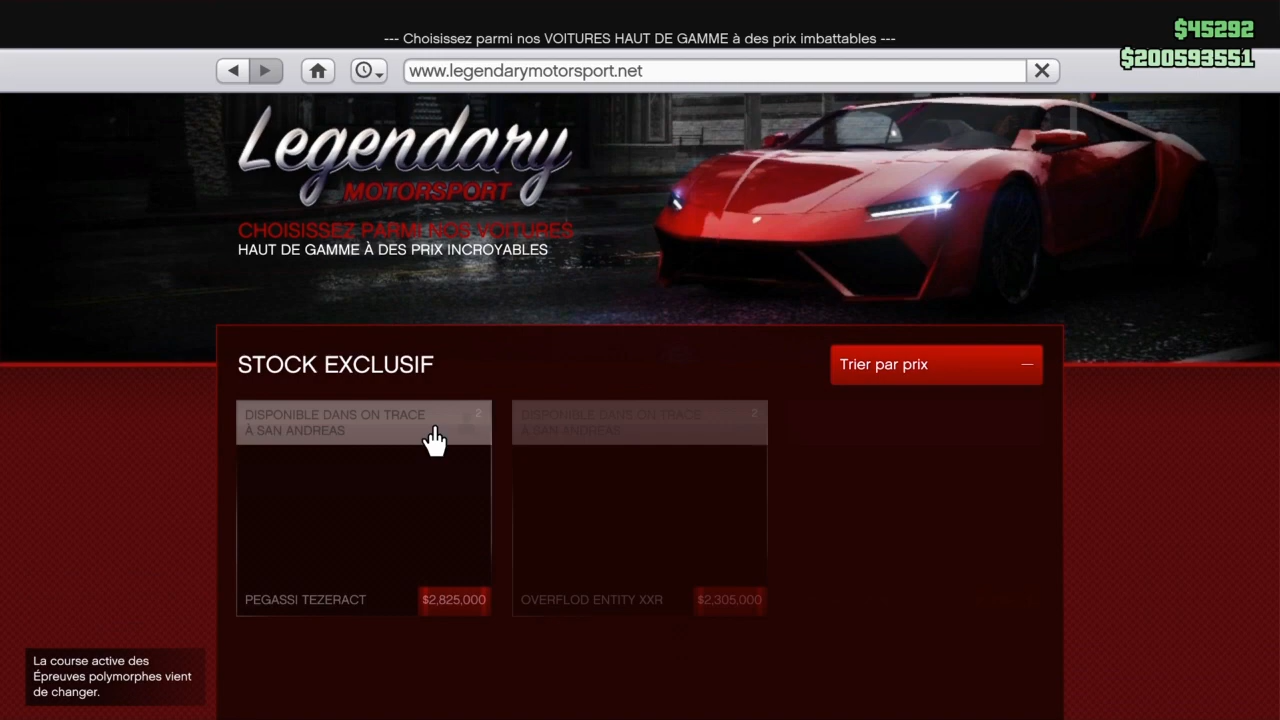 --- Choisissez parmi nos VOITURES HAUT DE GAMME à des prix imbattables ---
$45292
$200593551
www.legendarymotorsport.net
Legendary
MOTORSPORT
CHOISISSEZ PARMI NOS VOITURES
HAUT DE GAMME À DES PRIX INCROYABLES
STOCK EXCLUSIF
Trier par prix
DISPONIBLE DANS ON TRACE
À SAN ANDREAS
2
DISPONIBLE DANS ON TRACE
À SAN ANDREAS
2
PEGASSI TEZERACT
$2,825,000
OVERFLOD ENTITY XXR
$2,305,000
La course active des
Épreuves polymorphes vient
de changer.